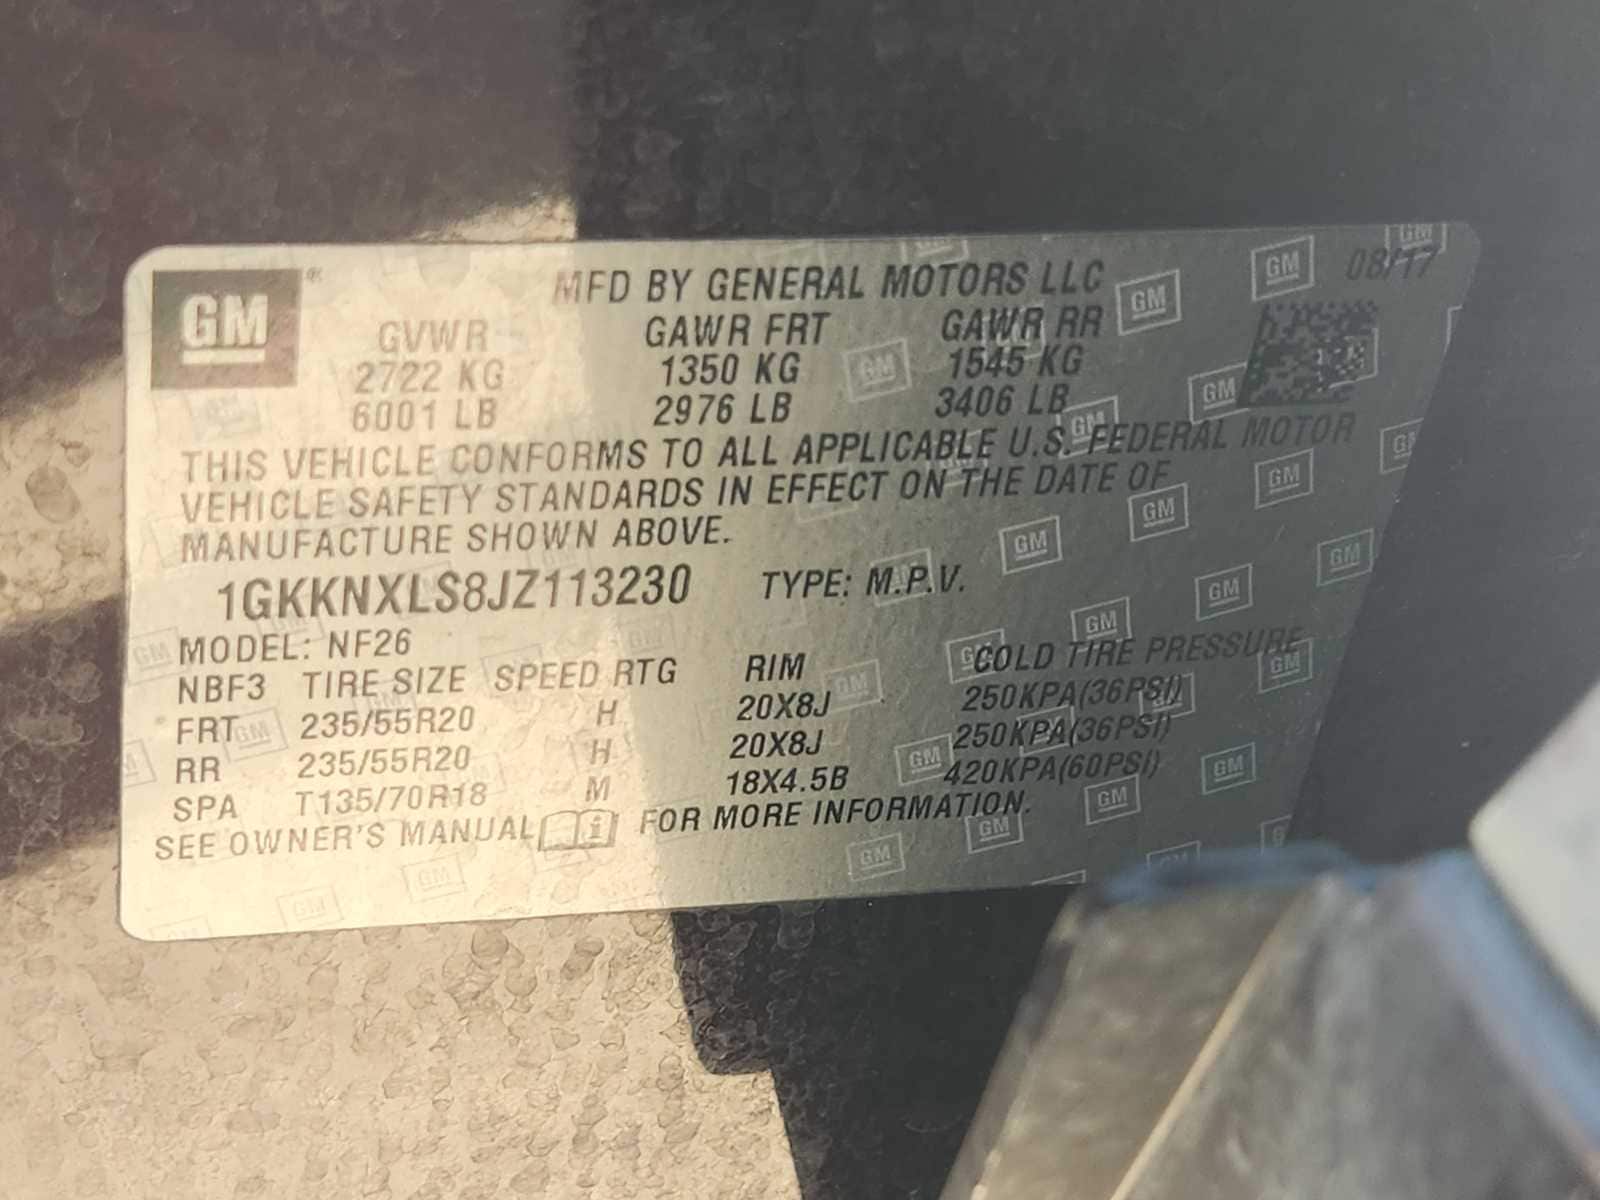 GM ® MFD BY GENERAL MOTORS LLC 08/17
GVWR GAWR FRT GAWR RR
2722 KG 1350 KG 1545 KG
6001 LB 2976 LB 3406 LB
THIS VEHICLE CONFORMS TO ALL APPLICABLE U.S. FEDERAL MOTOR
VEHICLE SAFETY STANDARDS IN EFFECT ON THE DATE OF
MANUFACTURE SHOWN ABOVE.
1GKKNXLS8JZ113230 TYPE: M.P.V.
MODEL: NF26
NBF3 TIRE SIZE SPEED RTG RIM COLD TIRE PRESSURE
FRT 235/55R20 H 20X8J 250KPA(36PSI)
RR 235/55R20 H 20X8J 250KPA(36PSI)
SPA T135/70R18 M 18X4.5B 420KPA(60PSI)
SEE OWNER'S MANUAL FOR MORE INFORMATION.